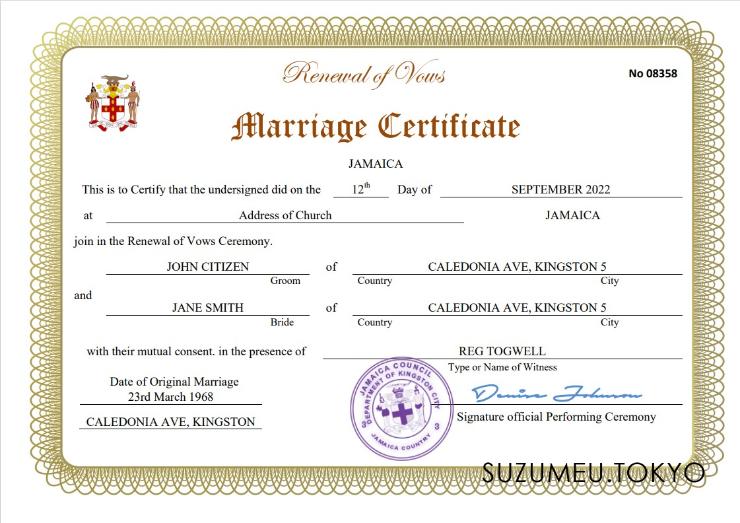 Renewal of Vows
No 08358
Marriage Certificate
JAMAICA
This is to Certify that the undersigned did on the 12th Day of SEPTEMBER 2022
at Address of Church JAMAICA
join in the Renewal of Vows Ceremony.
JOHN CITIZEN of CALEDONIA AVE, KINGSTON 5
Groom Country City
and
JANE SMITH of CALEDONIA AVE, KINGSTON 5
Bride Country City
with their mutual consent. in the presence of REG TOGWELL
Type or Name of Witness
Date of Original Marriage
23rd March 1968
CALEDONIA AVE, KINGSTON
JAMAICA COUNCIL
DEPARTMENT OF KINGSTON CITY
JAMAICA COUNTRY
Denise Johnson
Signature official Performing Ceremony
SUZUMEU.TOKYO